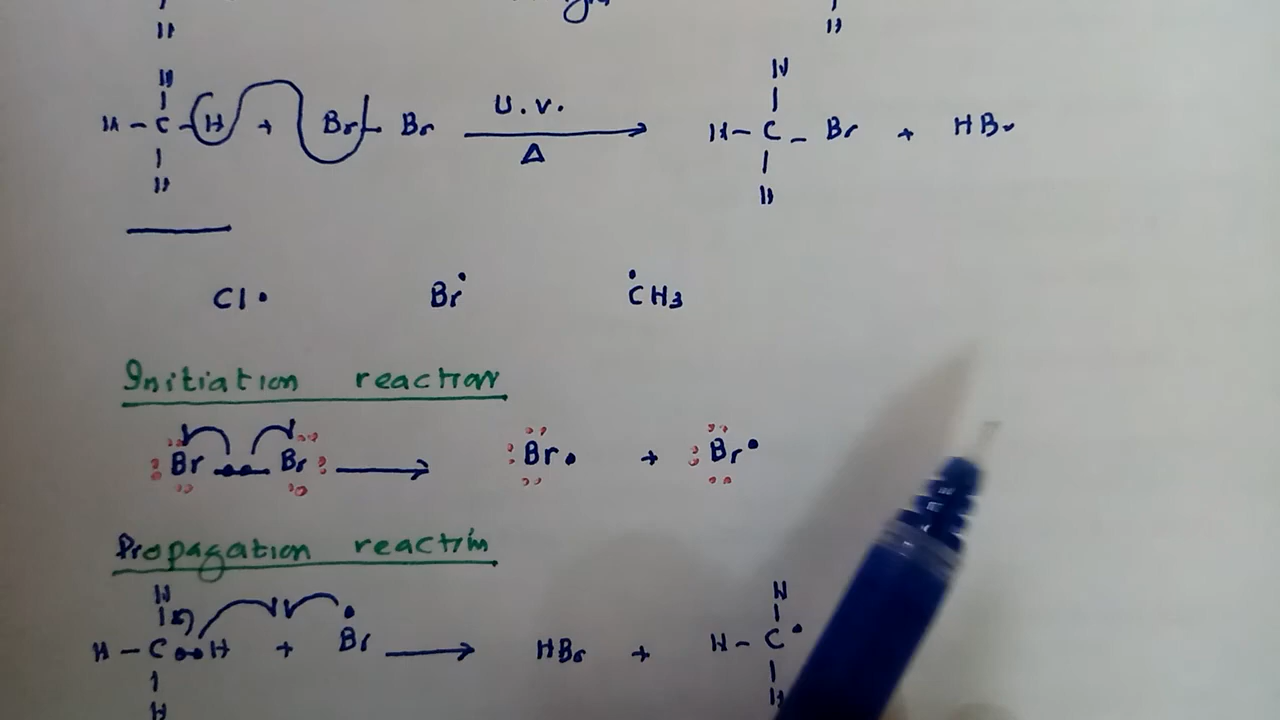 H H
H H
H - C - H + Br - Br U.V. H - C - Br + HBr
Δ
H H
Cl• Br• •CH3
Initiation reaction
Br Br Br• + Br•
Propagation reaction
H H
H - C H + Br• HBr + H - C•
H H